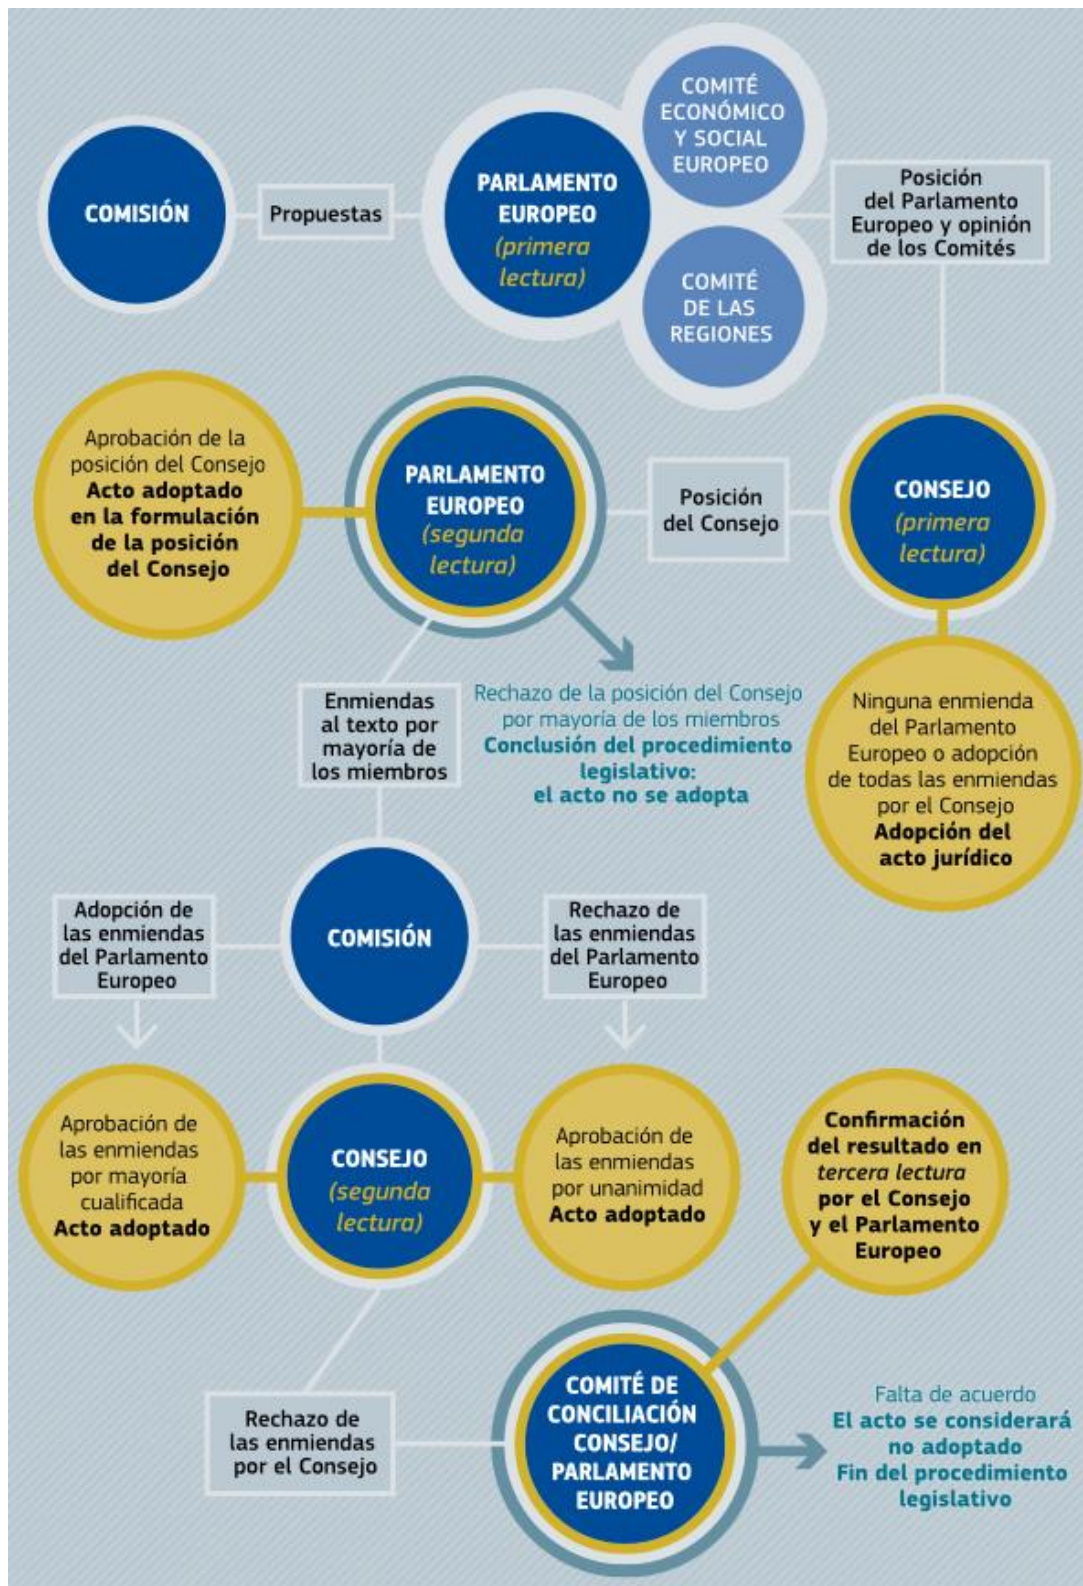 COMISIÓN
Propuestas
PARLAMENTO
EUROPEO
(primera
lectura)
COMITÉ
ECONÓMICO
Y SOCIAL
EUROPEO
COMITÉ
DE LAS
REGIONES
Posición
del Parlamento
Europeo y opinión
de los Comités
Aprobación de la
posición del Consejo
Acto adoptado
en la formulación
de la posición
del Consejo
PARLAMENTO
EUROPEO
(segunda
lectura)
Posición
del Consejo
CONSEJO
(primera
lectura)
Enmiendas
al texto por
mayoría de
los miembros
Rechazo de la posición del Consejo
por mayoría de los miembros
Conclusión del procedimiento
legislativo:
el acto no se adopta
Ninguna enmienda
del Parlamento
Europeo o adopción
de todas las enmiendas
por el Consejo
Adopción del
acto jurídico
Adopción de
las enmiendas
del Parlamento
Europeo
COMISIÓN
Rechazo de
las enmiendas
del Parlamento
Europeo
Aprobación de
las enmiendas
por mayoría
cualificada
Acto adoptado
CONSEJO
(segunda
lectura)
Aprobación de
las enmiendas
por unanimidad
Acto adoptado
Confirmación
del resultado en
tercera lectura
por el Consejo
y el Parlamento
Europeo
Rechazo de
las enmiendas
por el Consejo
COMITÉ DE
CONCILIACIÓN
CONSEJO/
PARLAMENTO
EUROPEO
Falta de acuerdo
El acto se considerará
no adoptado
Fin del procedimiento
legislativo